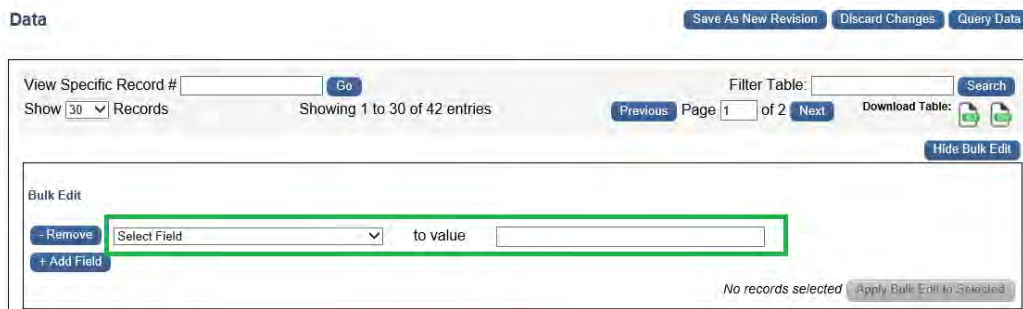 Data
Save As New Revision Discard Changes Query Data
View Specific Record # Go Filter Table: Search
Show 30 Records Showing 1 to 30 of 42 entries Previous Page 1 of 2 Next Download Table:
Hide Bulk Edit
Bulk Edit
- Remove Select Field to value
+ Add Field
No records selected Apply Bulk Edit to Selected